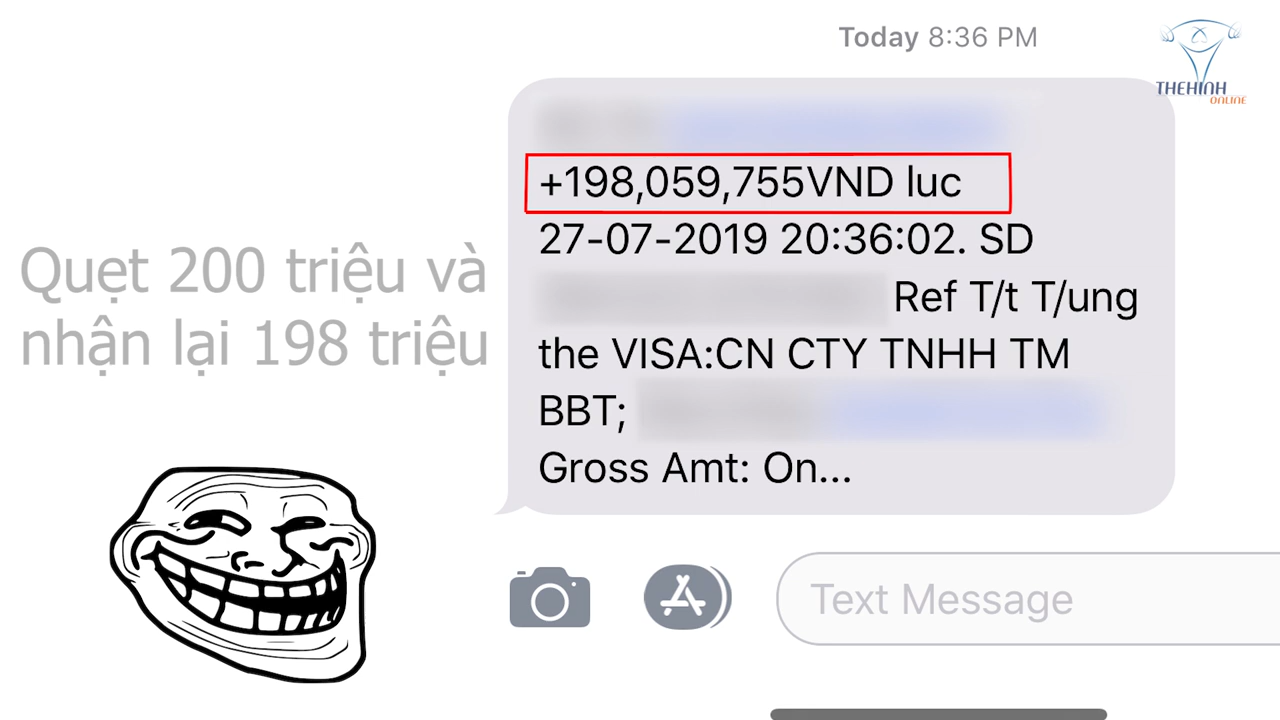 Today 8:36 PM
THEHINH
ONLINE
+198,059,755VND luc
27-07-2019 20:36:02. SD
Ref T/t T/ung
the VISA:CN CTY TNHH TM
BBT;
Gross Amt: On...
Quẹt 200 triệu và
nhận lại 198 triệu
Text Message